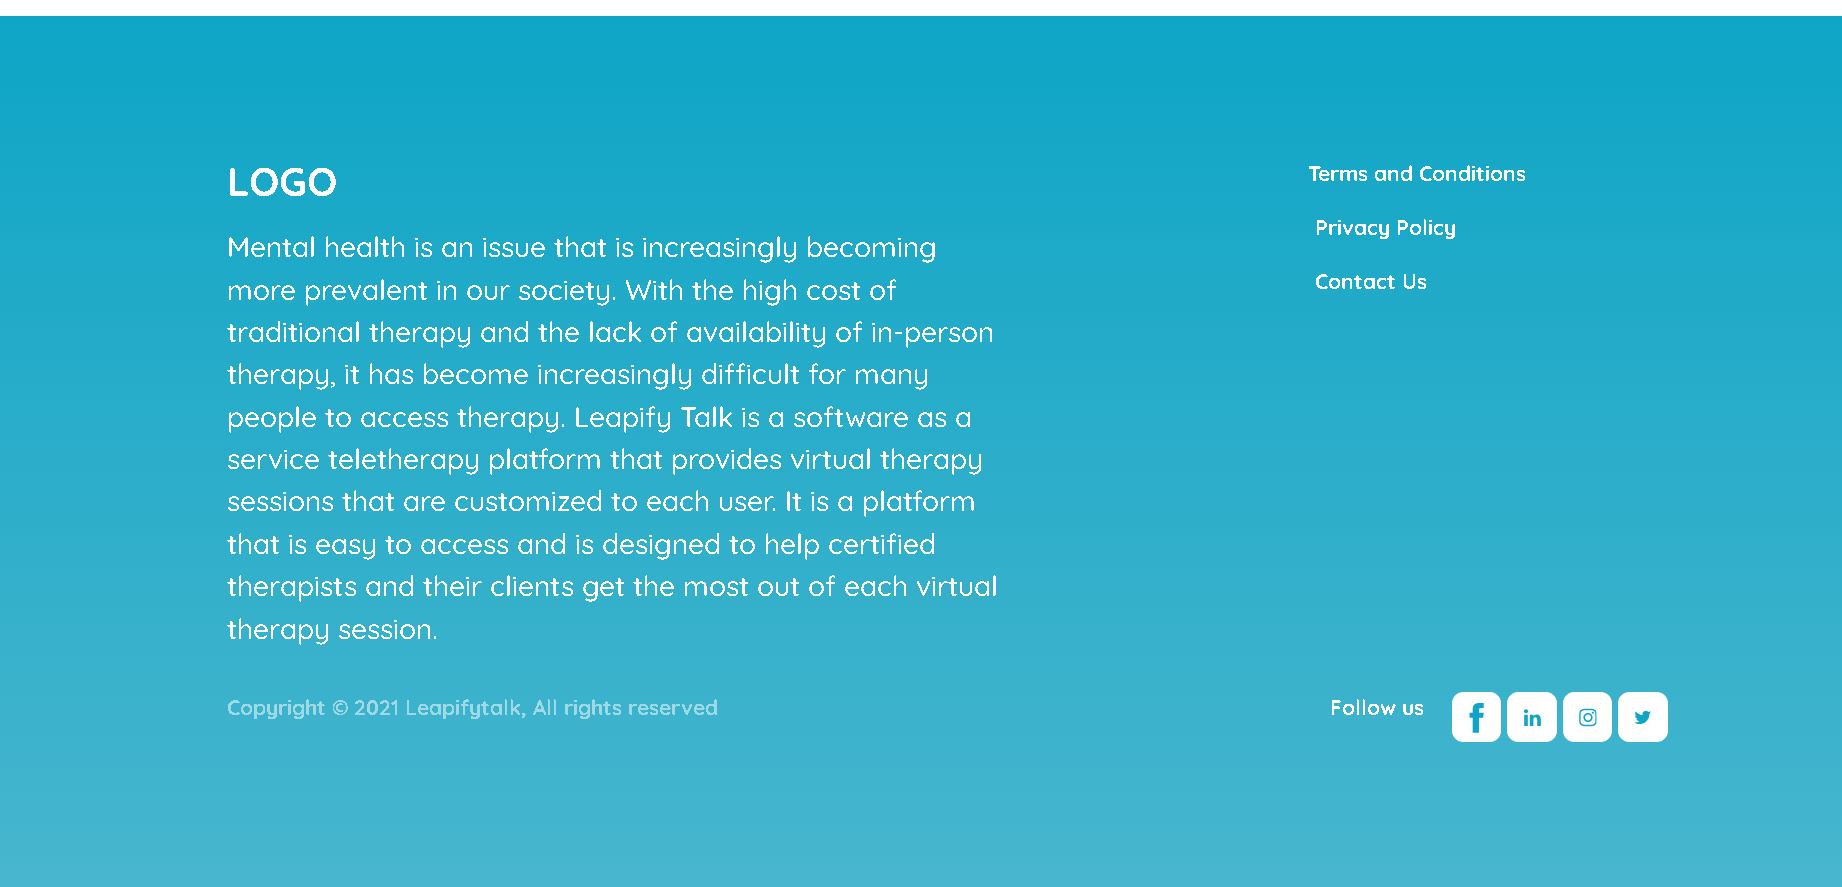 LOGO
Mental health is an issue that is increasingly becoming
more prevalent in our society. With the high cost of
traditional therapy and the lack of availability of in-person
therapy, it has become increasingly difficult for many
people to access therapy. Leapify Talk is a software as a
service teletherapy platform that provides virtual therapy
sessions that are customized to each user. It is a platform
that is easy to access and is designed to help certified
therapists and their clients get the most out of each virtual
therapy session.
Terms and Conditions
Privacy Policy
Contact Us
Copyright © 2021 Leapifytalk, All rights reserved
Follow us